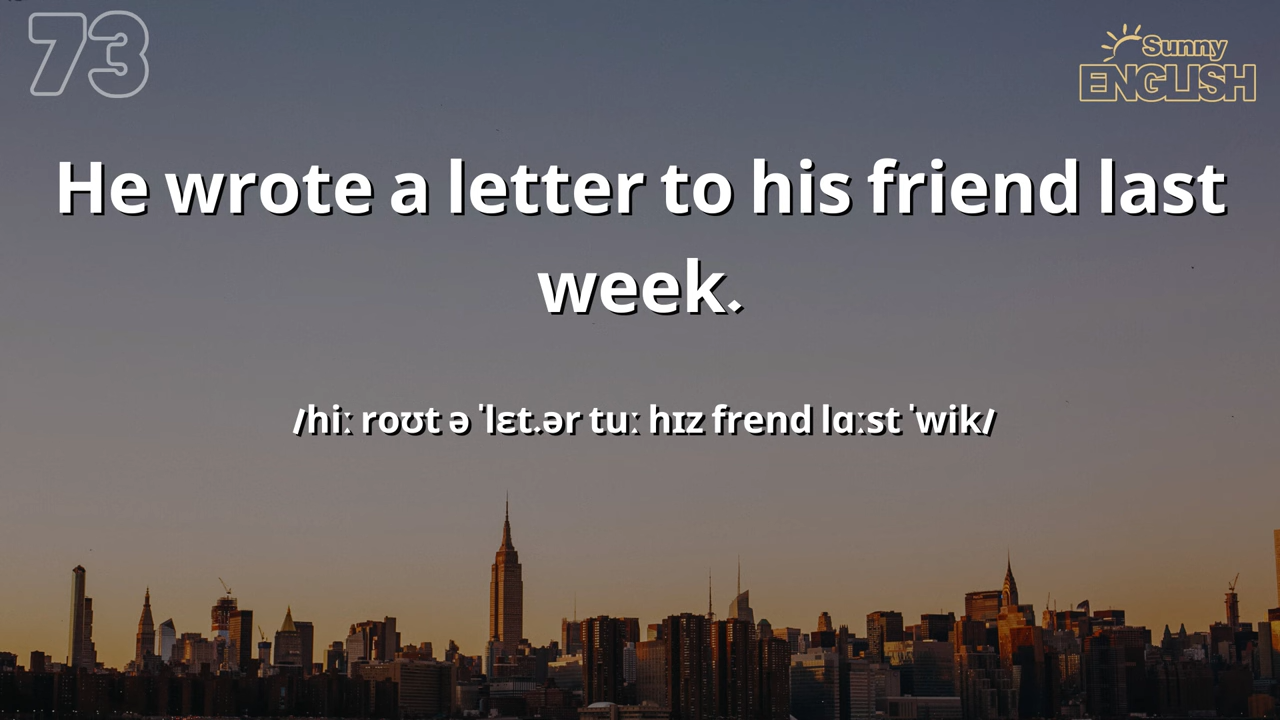 73
Sunny
ENGLISH
He wrote a letter to his friend last
week.
/hiː roʊt ə ˈlɛt.ər tuː hɪz frend lɑːst ˈwik/